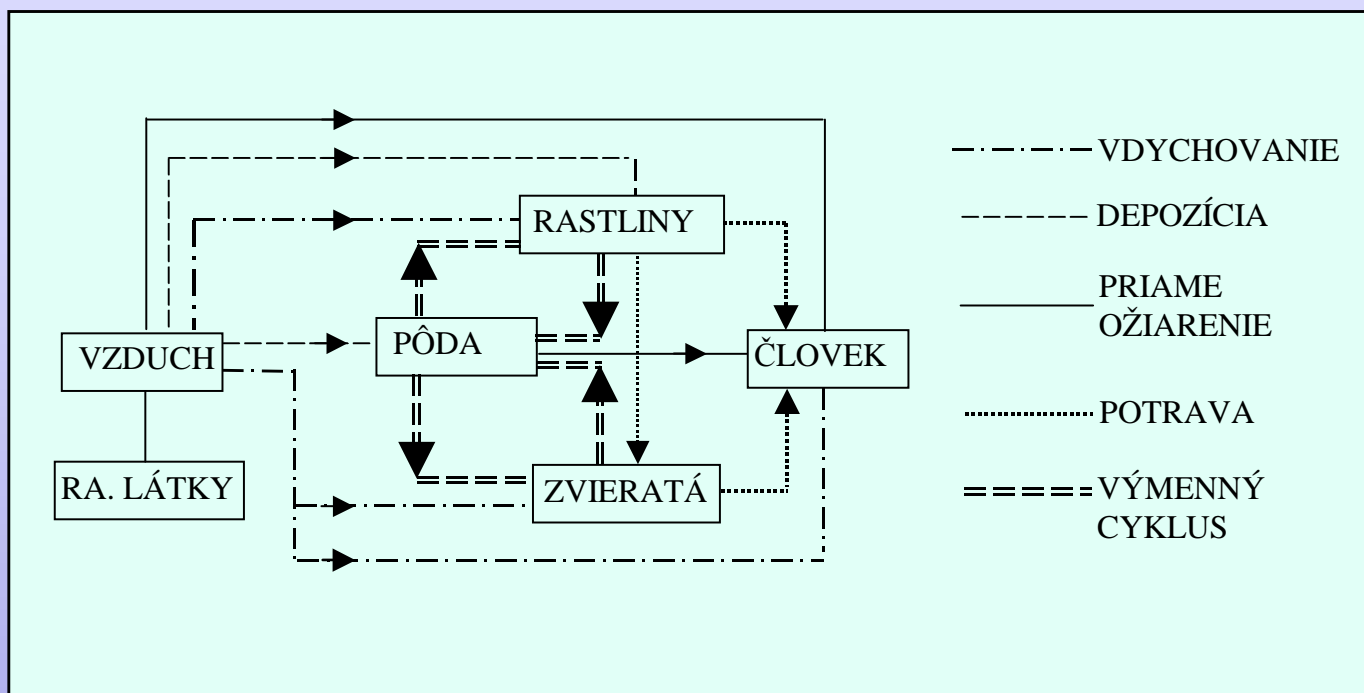 VDYCHOVANIE
DEPOZÍCIA
RASTLINY
PRIAME
OŽIARENIE
PÔDA
VZDUCH
ČLOVEK
POTRAVA
RA. LÁTKY
ZVIERATÁ
VÝMENNÝ
CYKLUS